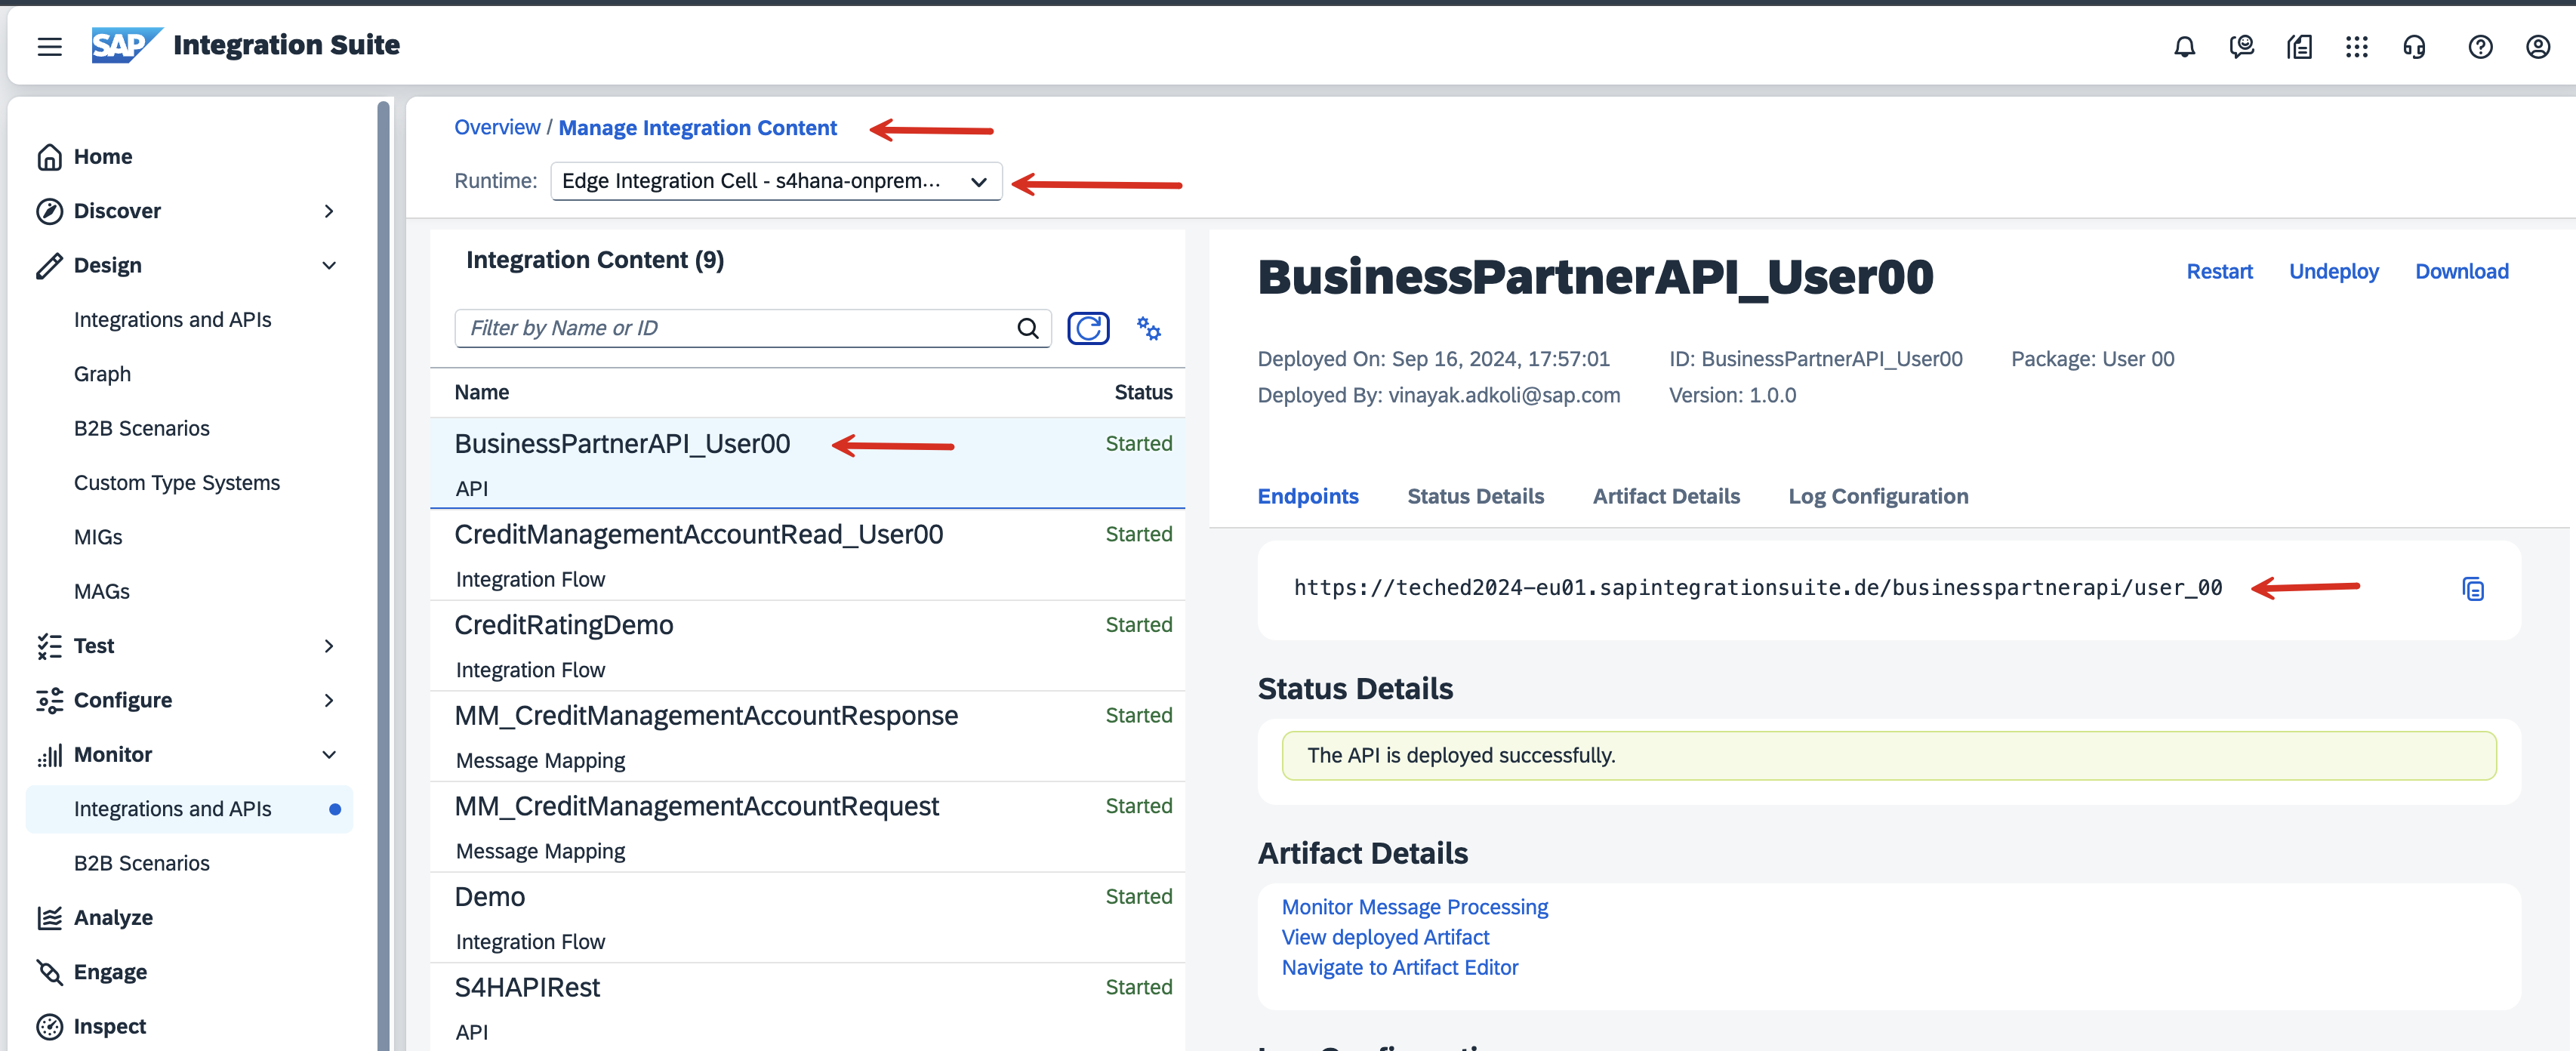 SAP Integration Suite
Home
Discover
Design
Integrations and APIs
Graph
B2B Scenarios
Custom Type Systems
MIGs
MAGs
Test
Configure
Monitor
Integrations and APIs
B2B Scenarios
Analyze
Engage
Inspect
Overview / Manage Integration Content
Runtime: Edge Integration Cell - s4hana-onprem...
Integration Content (9)
Filter by Name or ID
Name Status
BusinessPartnerAPI_User00 Started
API
CreditManagementAccountRead_User00 Started
Integration Flow
CreditRatingDemo Started
Integration Flow
MM_CreditManagementAccountResponse Started
Message Mapping
MM_CreditManagementAccountRequest Started
Message Mapping
Demo Started
Integration Flow
S4HAPIRest Started
API
BusinessPartnerAPI_User00
Restart Undeploy Download
Deployed On: Sep 16, 2024, 17:57:01 ID: BusinessPartnerAPI_User00 Package: User 00
Deployed By: vinayak.adkoli@sap.com Version: 1.0.0
Endpoints Status Details Artifact Details Log Configuration
https://teched2024-eu01.sapintegrationsuite.de/businesspartnerapi/user_00
Status Details
The API is deployed successfully.
Artifact Details
Monitor Message Processing
View deployed Artifact
Navigate to Artifact Editor